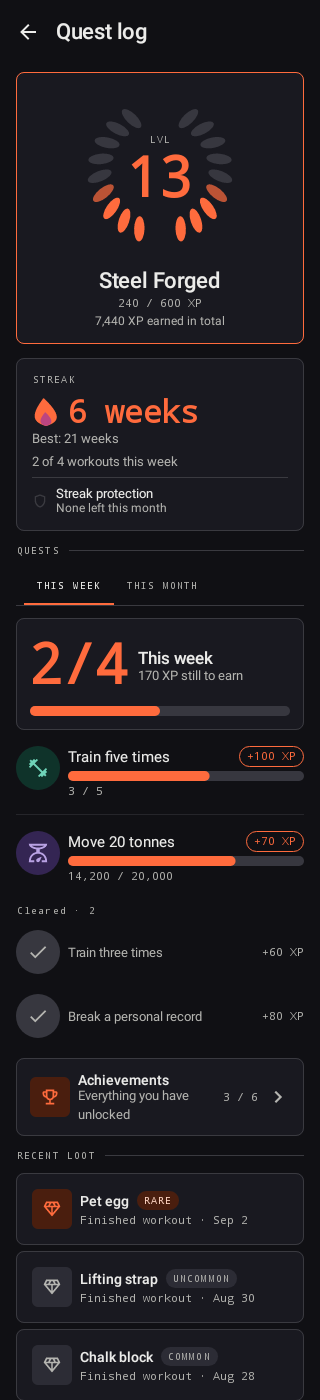 Quest log
LVL
13
Steel Forged
240 / 600 XP
7,440 XP earned in total
STREAK
6 weeks
Best: 21 weeks
2 of 4 workouts this week
Streak protection
None left this month
QUESTS
THIS WEEK THIS MONTH
2/4
This week
170 XP still to earn
Train five times +100 XP
3 / 5
Move 20 tonnes +70 XP
14,200 / 20,000
Cleared · 2
Train three times +60 XP
Break a personal record +80 XP
Achievements
Everything you have
unlocked
3 / 6
RECENT LOOT
Pet egg RARE
Finished workout · Sep 2
Lifting strap UNCOMMON
Finished workout · Aug 30
Chalk block COMMON
Finished workout · Aug 28